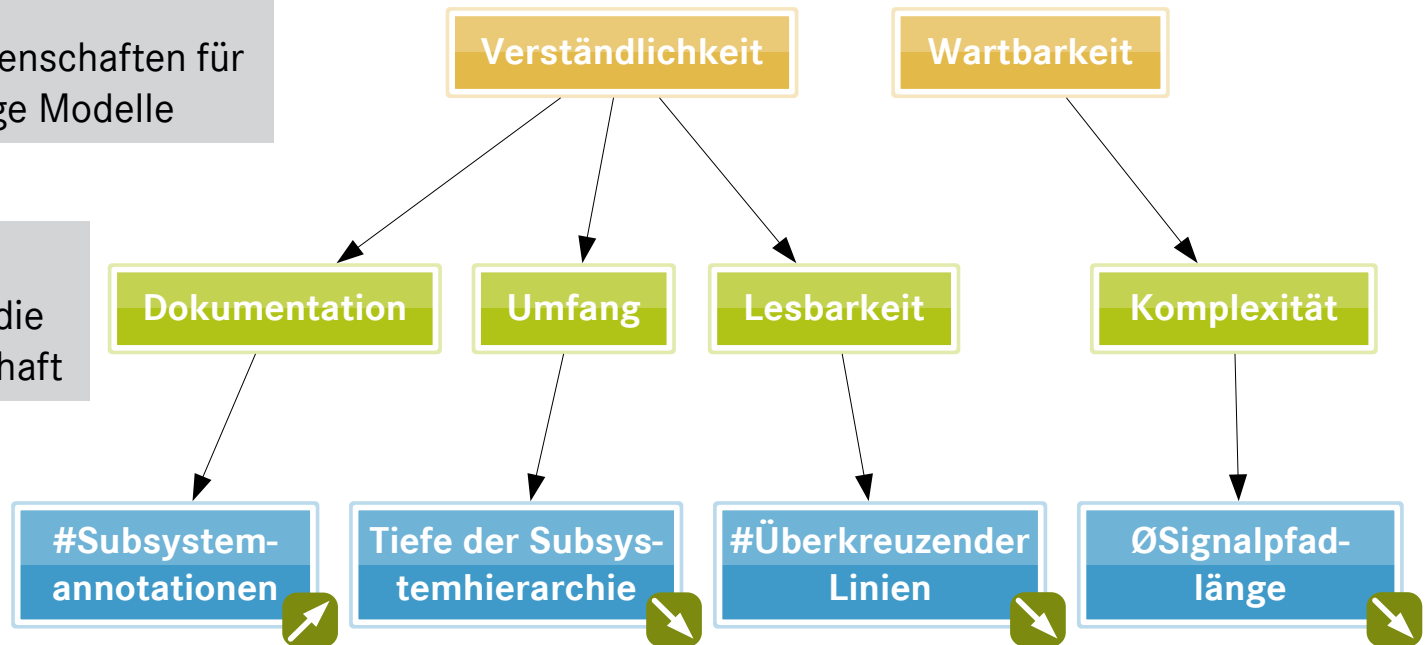 Verständlichkeit
Wartbarkeit
enschaften für
ge Modelle
die
haft
Dokumentation
Umfang
Lesbarkeit
Komplexität
#Subsystem-
annotationen
Tiefe der Subsys-
temhierarchie
#Überkreuzender
Linien
ØSignalpfad-
länge